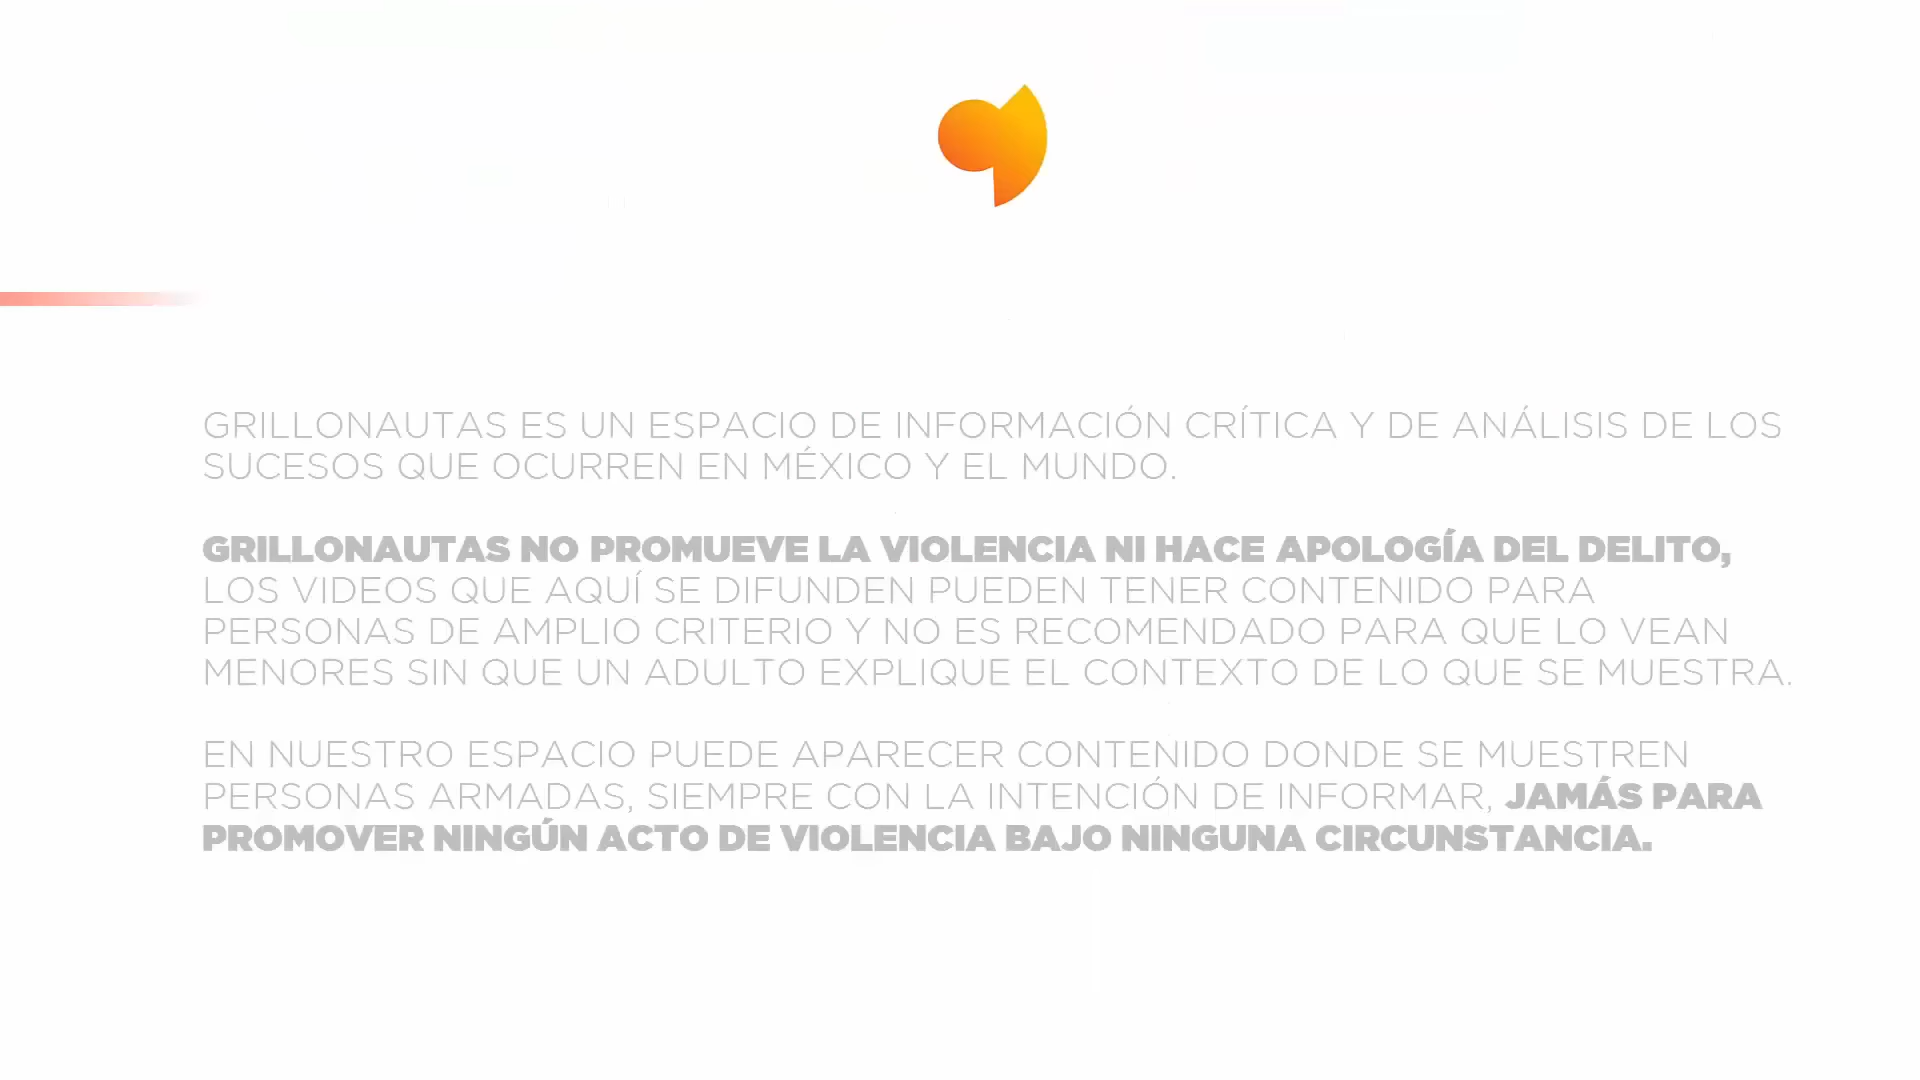 GRILLONAUTAS ES UN ESPACIO DE INFORMACIÓN CRÍTICA Y DE ANÁLISIS DE LOS
SUCESOS QUE OCURREN EN MÉXICO Y EL MUNDO.
GRILLONAUTAS NO PROMUEVE LA VIOLENCIA NI HACE APOLOGÍA DEL DELITO,
LOS VIDEOS QUE AQUÍ SE DIFUNDEN PUEDEN TENER CONTENIDO PARA
PERSONAS DE AMPLIO CRITERIO Y NO ES RECOMENDADO PARA QUE LO VEAN
MENORES SIN QUE UN ADULTO EXPLIQUE EL CONTEXTO DE LO QUE SE MUESTRA.
EN NUESTRO ESPACIO PUEDE APARECER CONTENIDO DONDE SE MUESTREN
PERSONAS ARMADAS, SIEMPRE CON LA INTENCIÓN DE INFORMAR, JAMÁS PARA
PROMOVER NINGÚN ACTO DE VIOLENCIA BAJO NINGUNA CIRCUNSTANCIA.